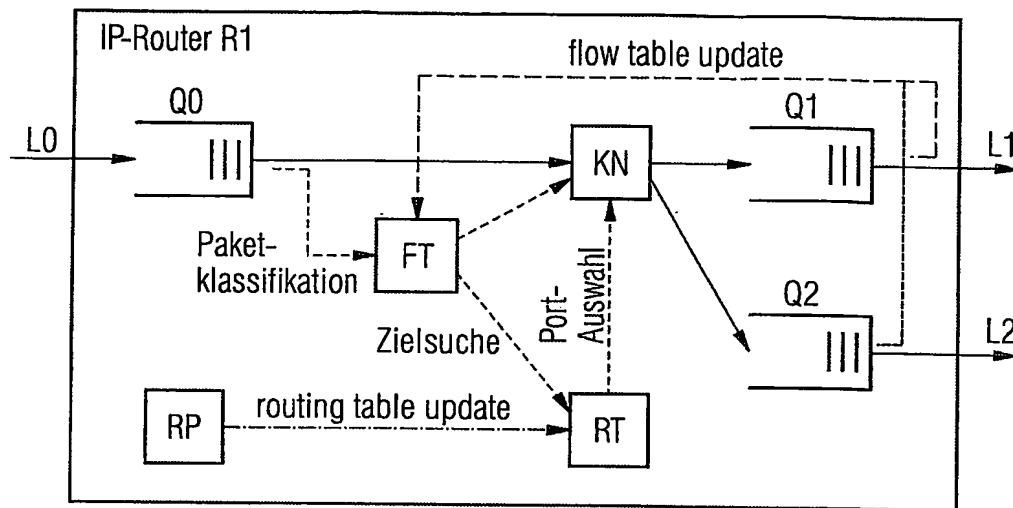 IP-Router R1
flow table update
Q0
Q1
L0
KN
L1
Paket-
klassifikation
FT
Port-
Auswahl
Q2
Zielsuche
L2
RP
routing table update
RT